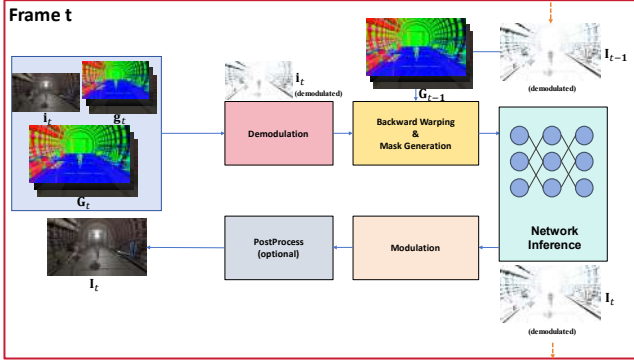 Frame t
i_t
g_t
G_t
i_t
(demodulated)
G_{t−1}
I_{t−1}
(demodulated)
Demodulation
Backward Warping
&
Mask Generation
Network
Inference
I_t
(demodulated)
Modulation
PostProcess
(optional)
I_t